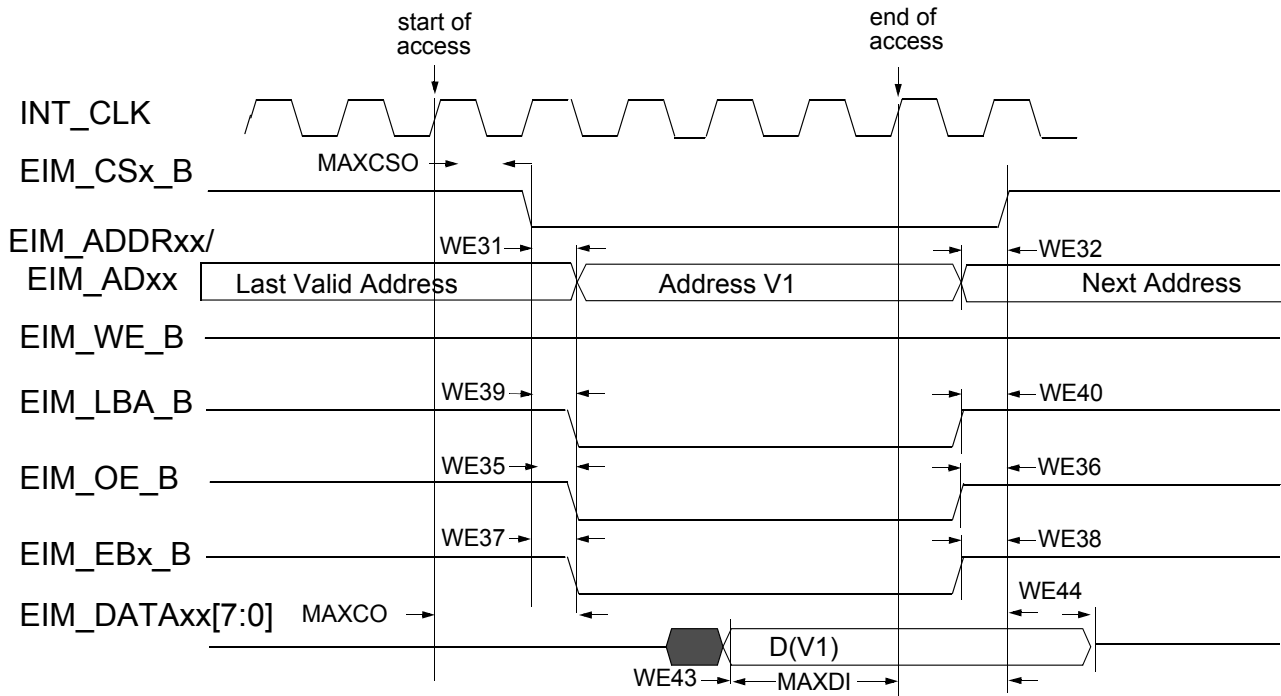 start of
access
end of
access
INT_CLK
EIM_CSx_B
MAXCSO
EIM_ADDRxx/
EIM_ADxx
WE31
WE32
Last Valid Address
Address V1
Next Address
EIM_WE_B
EIM_LBA_B
WE39
WE40
EIM_OE_B
WE35
WE36
EIM_EBx_B
WE37
WE38
EIM_DATAxx[7:0]
MAXCO
WE44
D(V1)
WE43
MAXDI